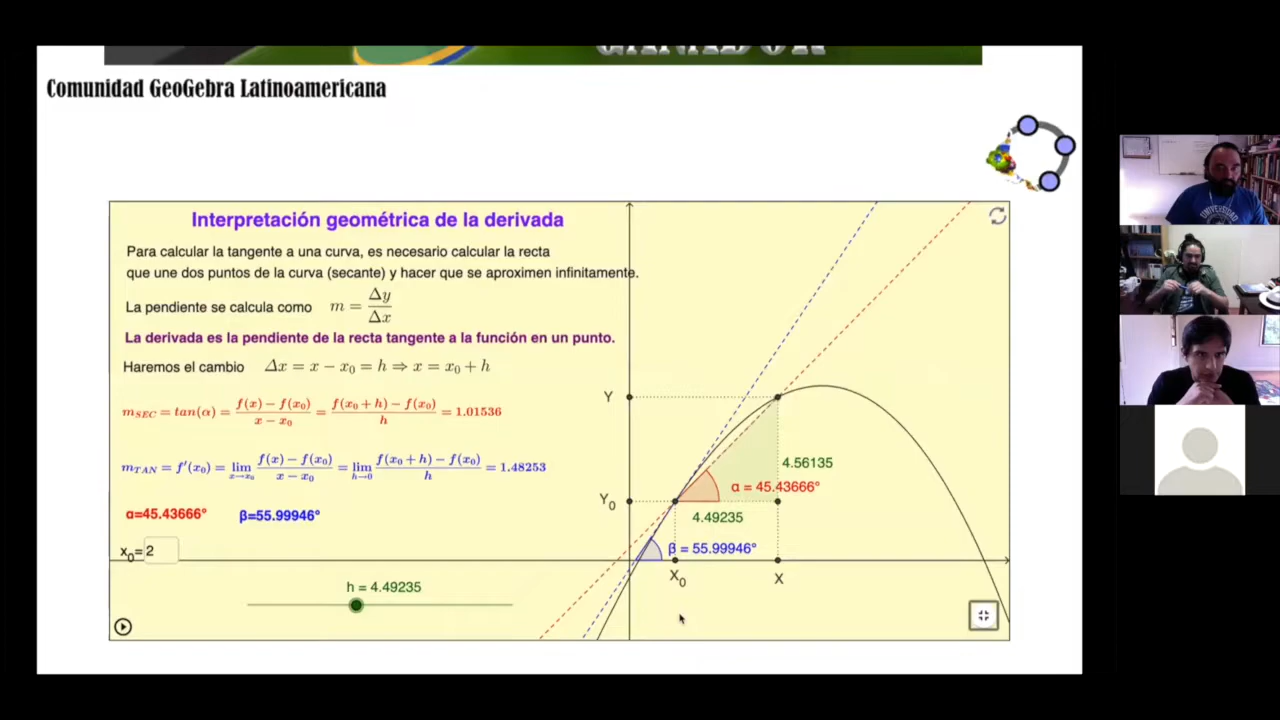 GANADOR
Comunidad GeoGebra Latinoamericana
Interpretación geométrica de la derivada
Para calcular la tangente a una curva, es necesario calcular la recta
que une dos puntos de la curva (secante) y hacer que se aproximen infinitamente.
La pendiente se calcula como m = Δy/Δx
La derivada es la pendiente de la recta tangente a la función en un punto.
Haremos el cambio Δx = x − x₀ = h ⇒ x = x₀ + h
m_SEC = tan(α) = (f(x) − f(x₀))/(x − x₀) = (f(x₀ + h) − f(x₀))/h = 1.01536
m_TAN = f'(x₀) = lim x→x₀ (f(x) − f(x₀))/(x − x₀) = lim h→0 (f(x₀ + h) − f(x₀))/h = 1.48253
α=45.43666° β=55.99946°
x₀=2
h = 4.49235
Y
4.56135
α = 45.43666°
Y₀
4.49235
β = 55.99946°
X₀
X
UNIVERSIDAD